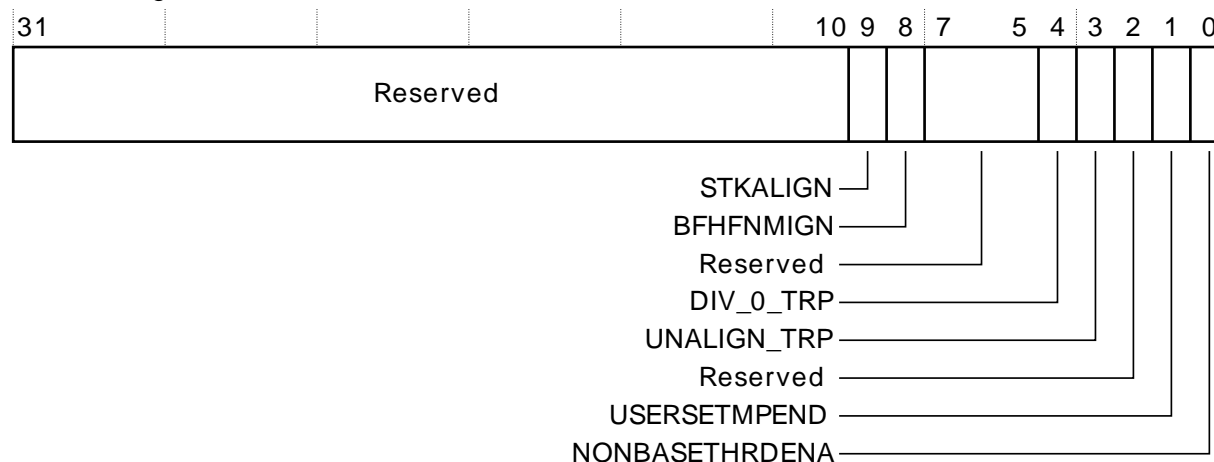 31 10 9 8 7 5 4 3 2 1 0
Reserved
STKALIGN
BFHFNMIGN
Reserved
DIV_0_TRP
UNALIGN_TRP
Reserved
USERSETMPEND
NONBASETHRDENA